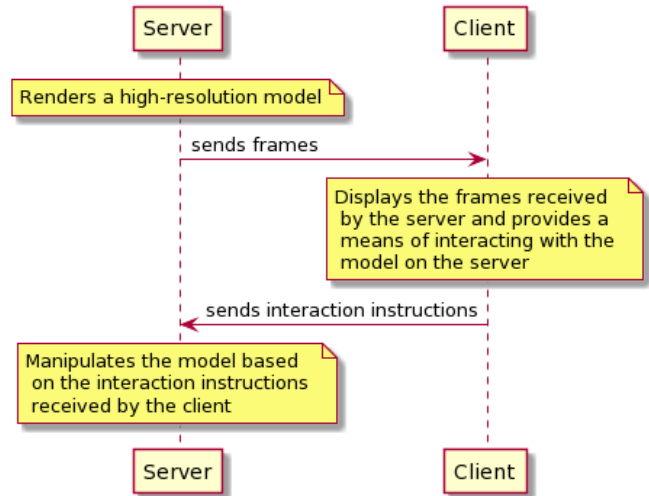 Server
Client
Renders a high-resolution model
sends frames
Displays the frames received
by the server and provides a
means of interacting with the
model on the server
sends interaction instructions
Manipulates the model based
on the interaction instructions
received by the client
Server
Client